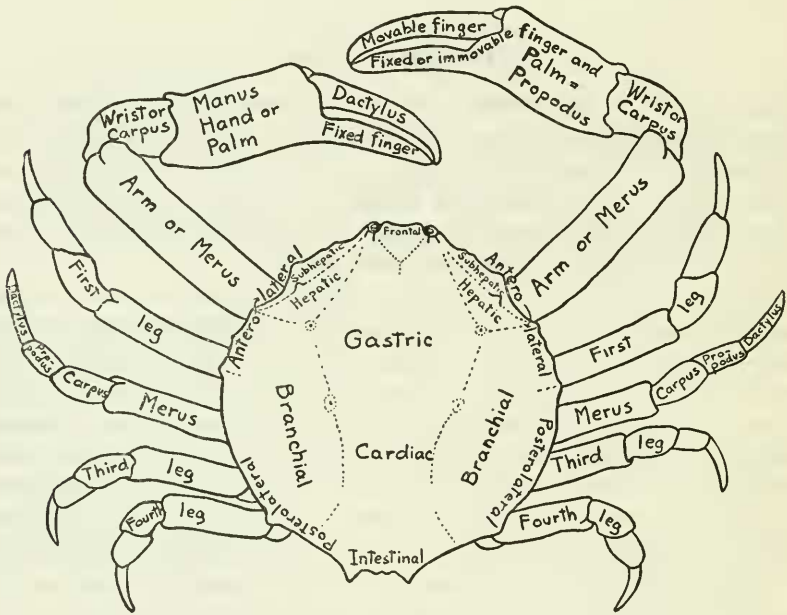 Movable finger
Fixed or immovable finger and
Palm =
Propodus
Wrist or
Carpus
Arm or Merus
Wrist or
Carpus
Manus
Hand or
Palm
Dactylus
Fixed finger
Arm or Merus
First
leg
Dactylus
Pro-
podus
Carpus
Merus
Third
leg
Fourth
leg
Frontal
Antero-
lateral
Subhepatic
Hepatic
Antero-
lateral
Subhepatic
Hepatic
Gastric
Branchial
Cardiac
Branchial
Posterolateral
Posterolateral
Intestinal
First
leg
Merus
Carpus
Pro-
podus
Dactylus
Third
leg
Fourth
leg